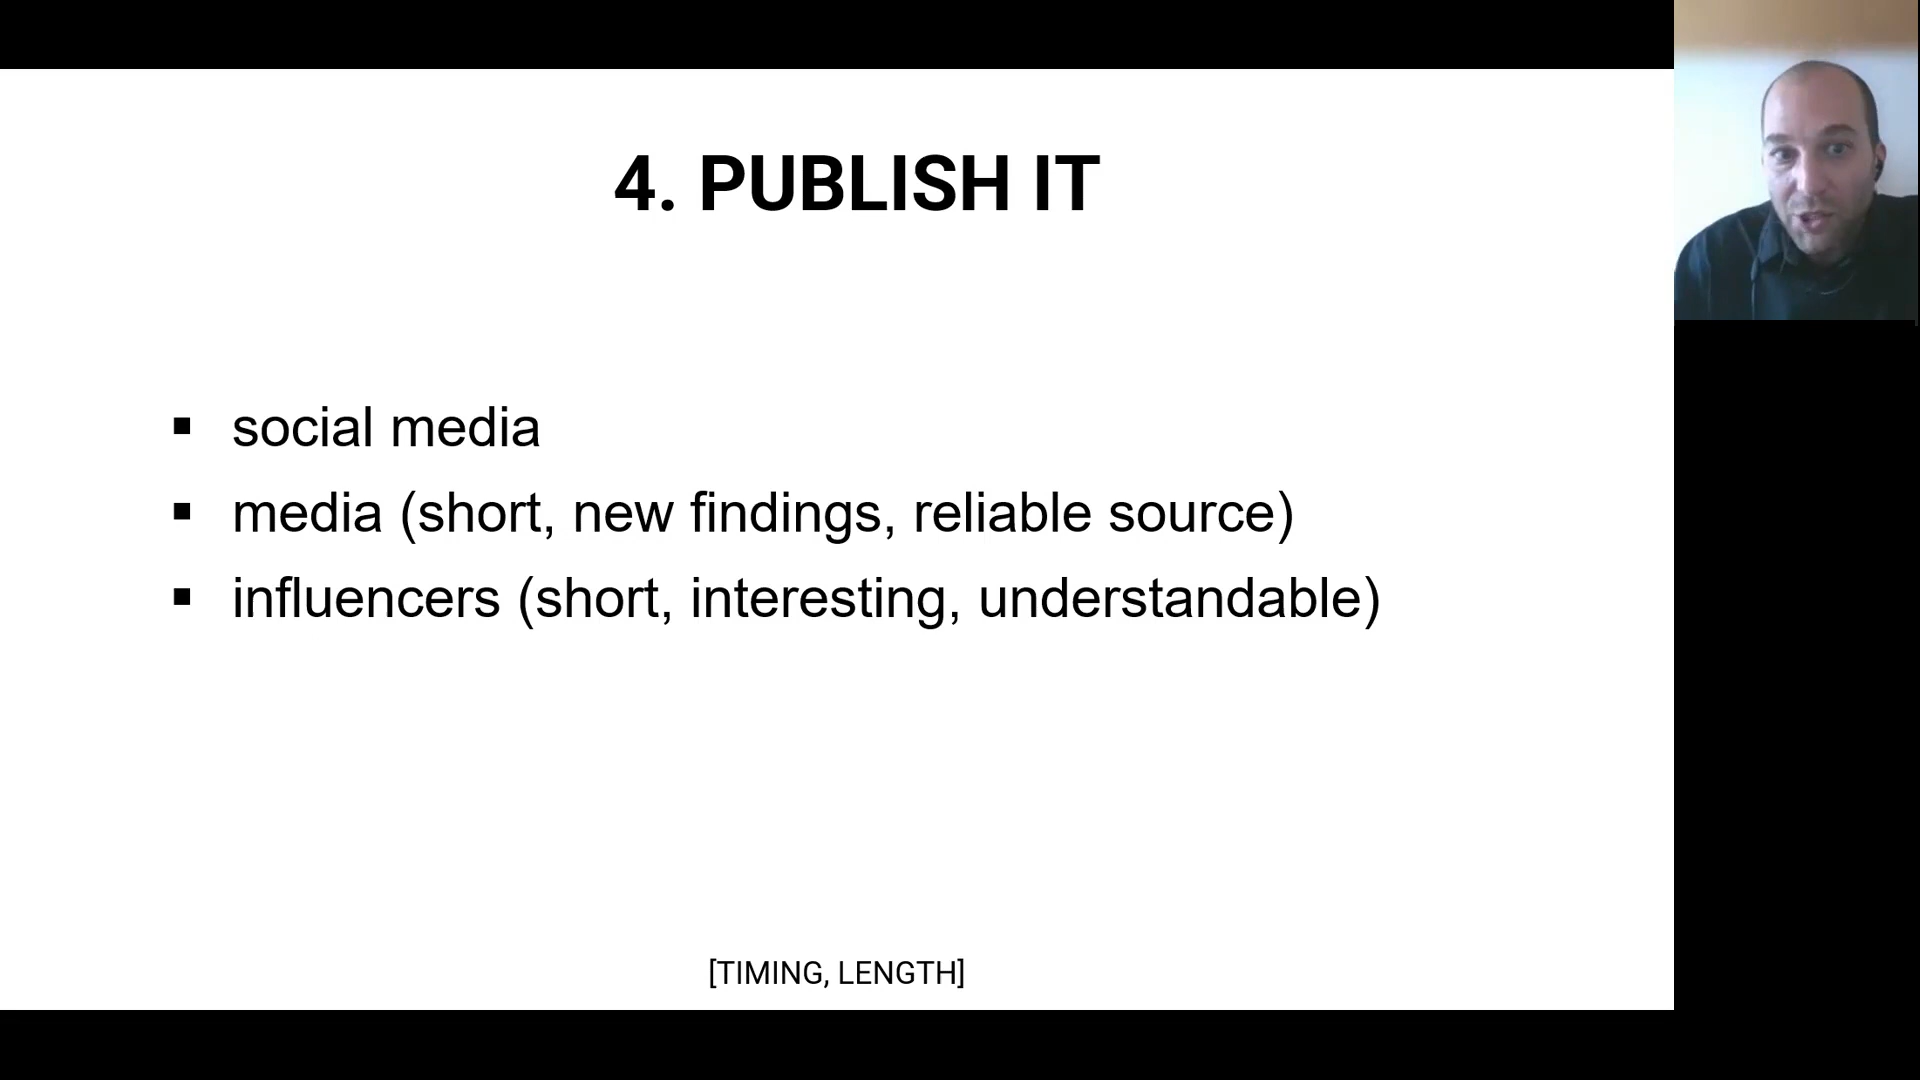 4. PUBLISH IT
▪ social media
▪ media (short, new findings, reliable source)
▪ influencers (short, interesting, understandable)
[TIMING, LENGTH]